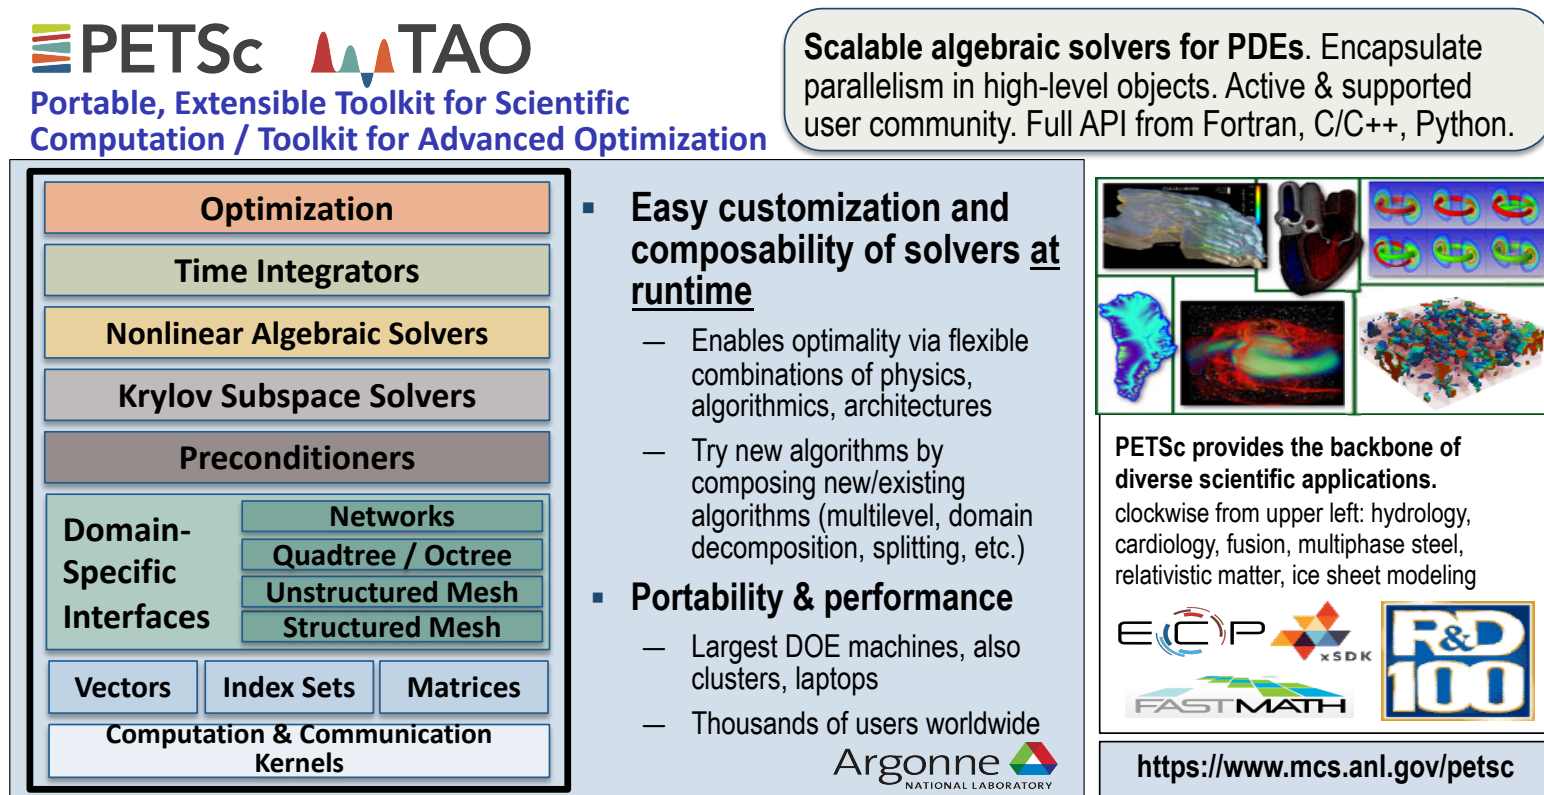 PETSc TAO
Portable, Extensible Toolkit for Scientific
Computation / Toolkit for Advanced Optimization
Scalable algebraic solvers for PDEs. Encapsulate
parallelism in high-level objects. Active & supported
user community. Full API from Fortran, C/C++, Python.
Optimization
Time Integrators
Nonlinear Algebraic Solvers
Krylov Subspace Solvers
Preconditioners
Domain-
Specific
Interfaces
Networks
Quadtree / Octree
Unstructured Mesh
Structured Mesh
Vectors
Index Sets
Matrices
Computation & Communication
Kernels
▪ Easy customization and
composability of solvers at
runtime
— Enables optimality via flexible
combinations of physics,
algorithmics, architectures
— Try new algorithms by
composing new/existing
algorithms (multilevel, domain
decomposition, splitting, etc.)
▪ Portability & performance
— Largest DOE machines, also
clusters, laptops
— Thousands of users worldwide
Argonne
NATIONAL LABORATORY
PETSc provides the backbone of
diverse scientific applications.
clockwise from upper left: hydrology,
cardiology, fusion, multiphase steel,
relativistic matter, ice sheet modeling
ECP
xSDK
FASTMATH
R&D
100
https://www.mcs.anl.gov/petsc